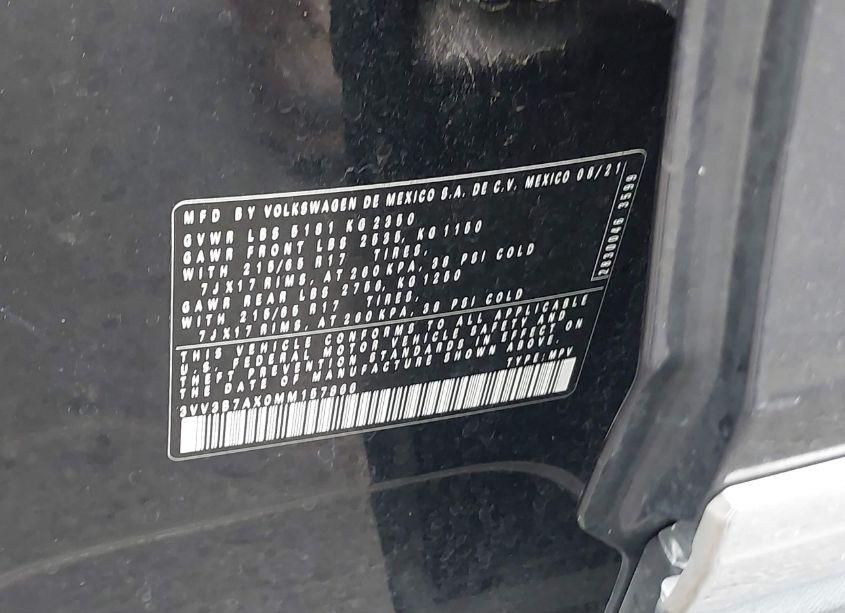 MFD BY VOLKSWAGEN DE MEXICO S.A. DE C.V. MEXICO 06/21
GVWR LBS 5181 KG 2350
GAWR FRONT LBS 2535, KG 1150
WITH 215/65 R17 TIRES,
7JX17 RIMS, AT 260 KPA, 38 PSI COLD
GAWR REAR LBS 2760, KG 1250
WITH 215/65 R17 TIRES,
7JX17 RIMS, AT 260 KPA, 38 PSI COLD
THIS VEHICLE CONFORMS TO ALL APPLICABLE
U.S. FEDERAL MOTOR VEHICLE SAFETY AND
THEFT PREVENTION STANDARDS IN EFFECT ON
THE DATE OF MANUFACTURE SHOWN ABOVE.
TYPE: MPV